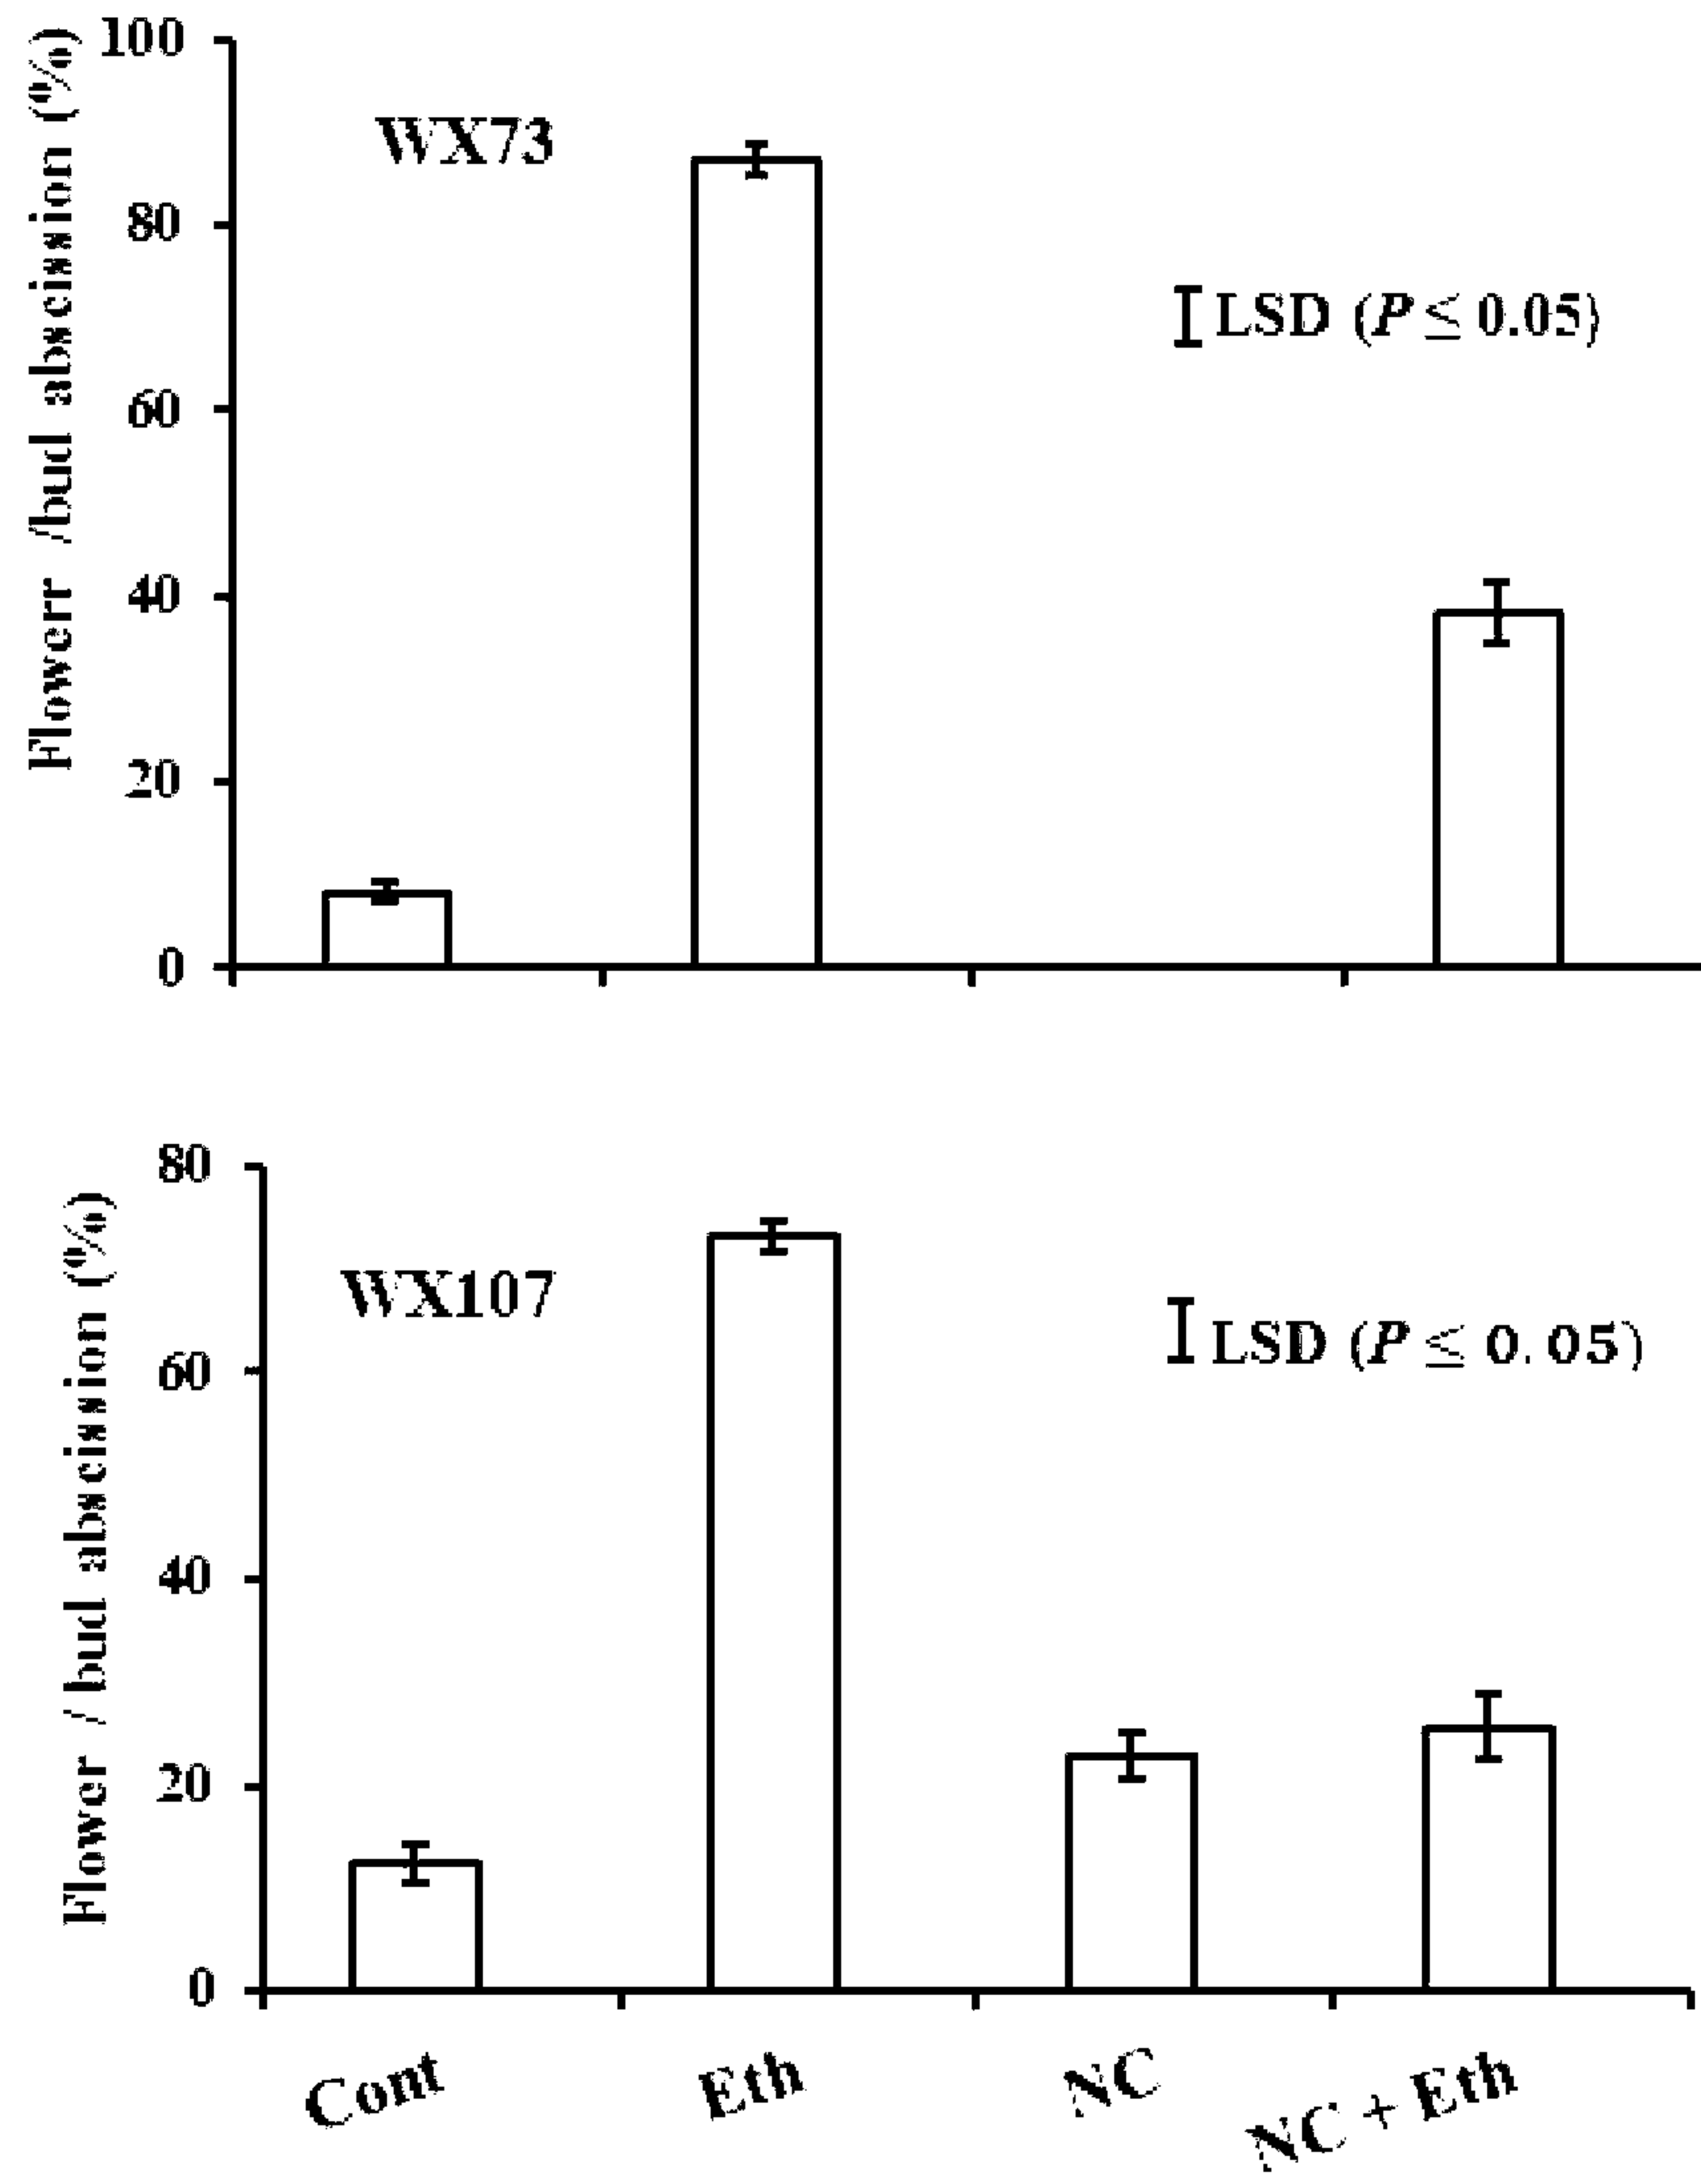 Flower /bud abscission (%)
100
80
60
40
20
0
WX73
LSD (P ≤ 0.05)
Flower / bud abscission (%)
80
60
40
20
0
WX107
LSD (P ≤ 0.05)
Cont
Eth
NC
NC + Eth